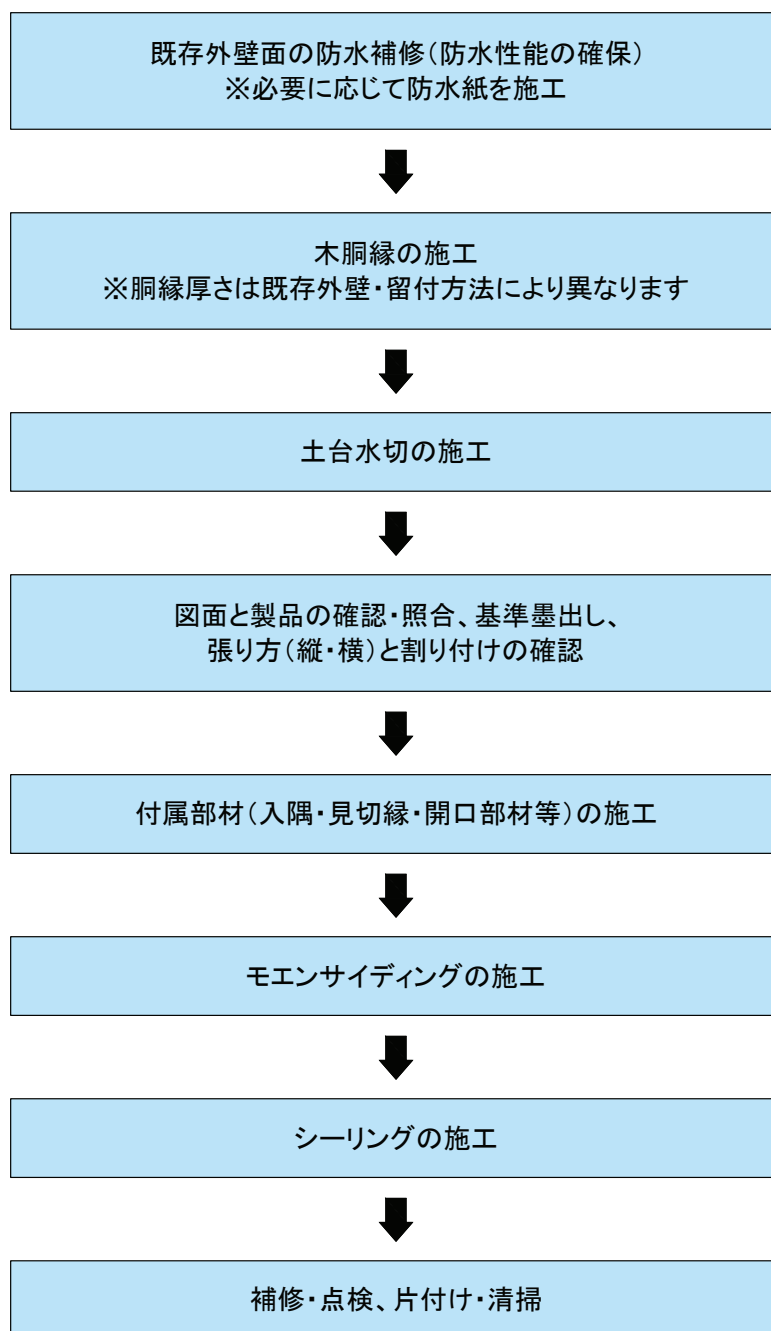 既存外壁面の防水補修（防水性能の確保）
※必要に応じて防水紙を施工
木胴縁の施工
※胴縁厚さは既存外壁・留付方法により異なります
土台水切の施工
図面と製品の確認・照合、基準墨出し、
張り方（縦・横）と割り付けの確認
付属部材（入隅・見切縁・開口部材等）の施工
モエンサイディングの施工
シーリングの施工
補修・点検、片付け・清掃